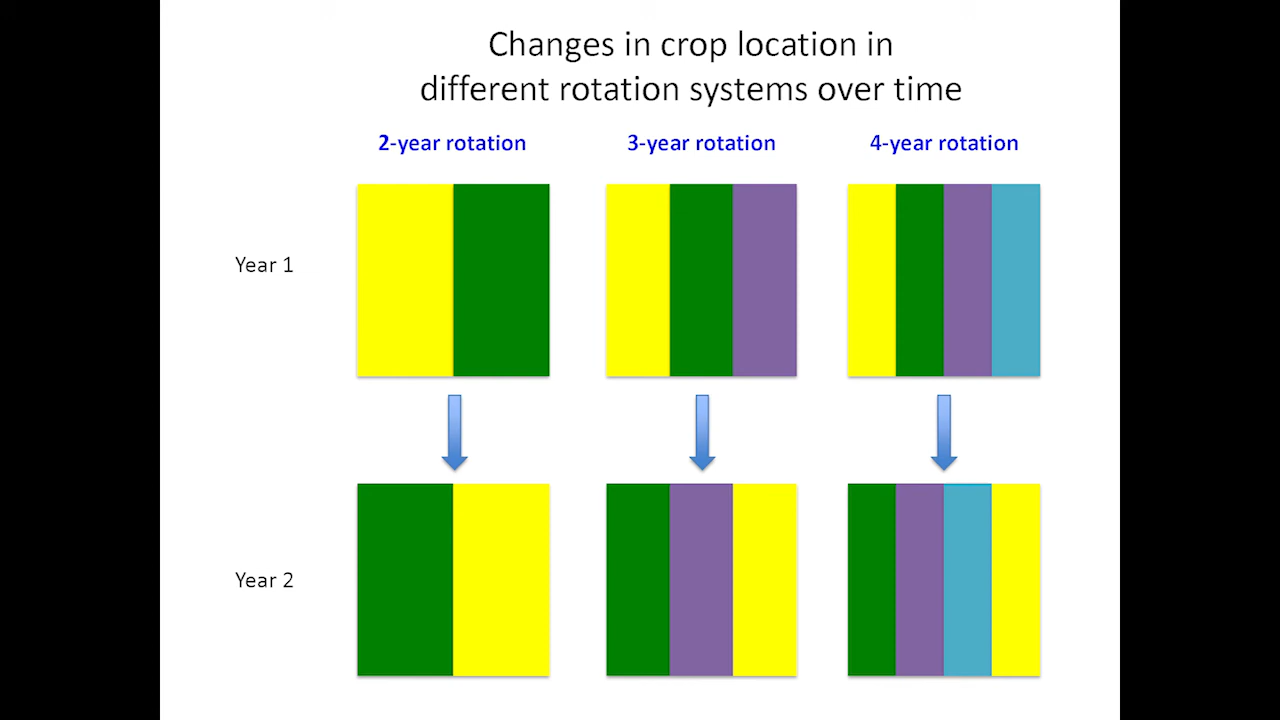 Changes in crop location in
different rotation systems over time
2-year rotation
3-year rotation
4-year rotation
Year 1
Year 2